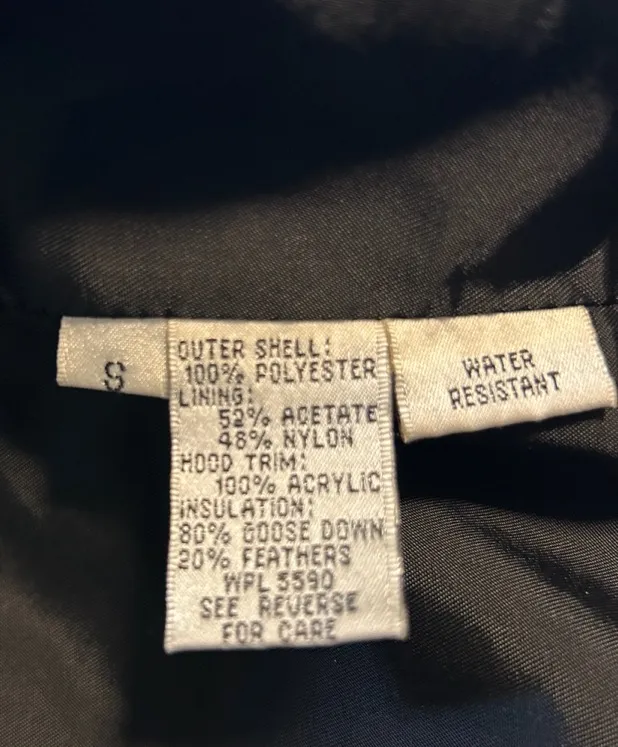 S
OUTER SHELL:
100% POLYESTER
LINING:
52% ACETATE
48% NYLON
HOOD TRIM:
100% ACRYLIC
INSULATION:
80% GOOSE DOWN
20% FEATHERS
WPL 5590
SEE REVERSE
FOR CARE
WATER
RESISTANT